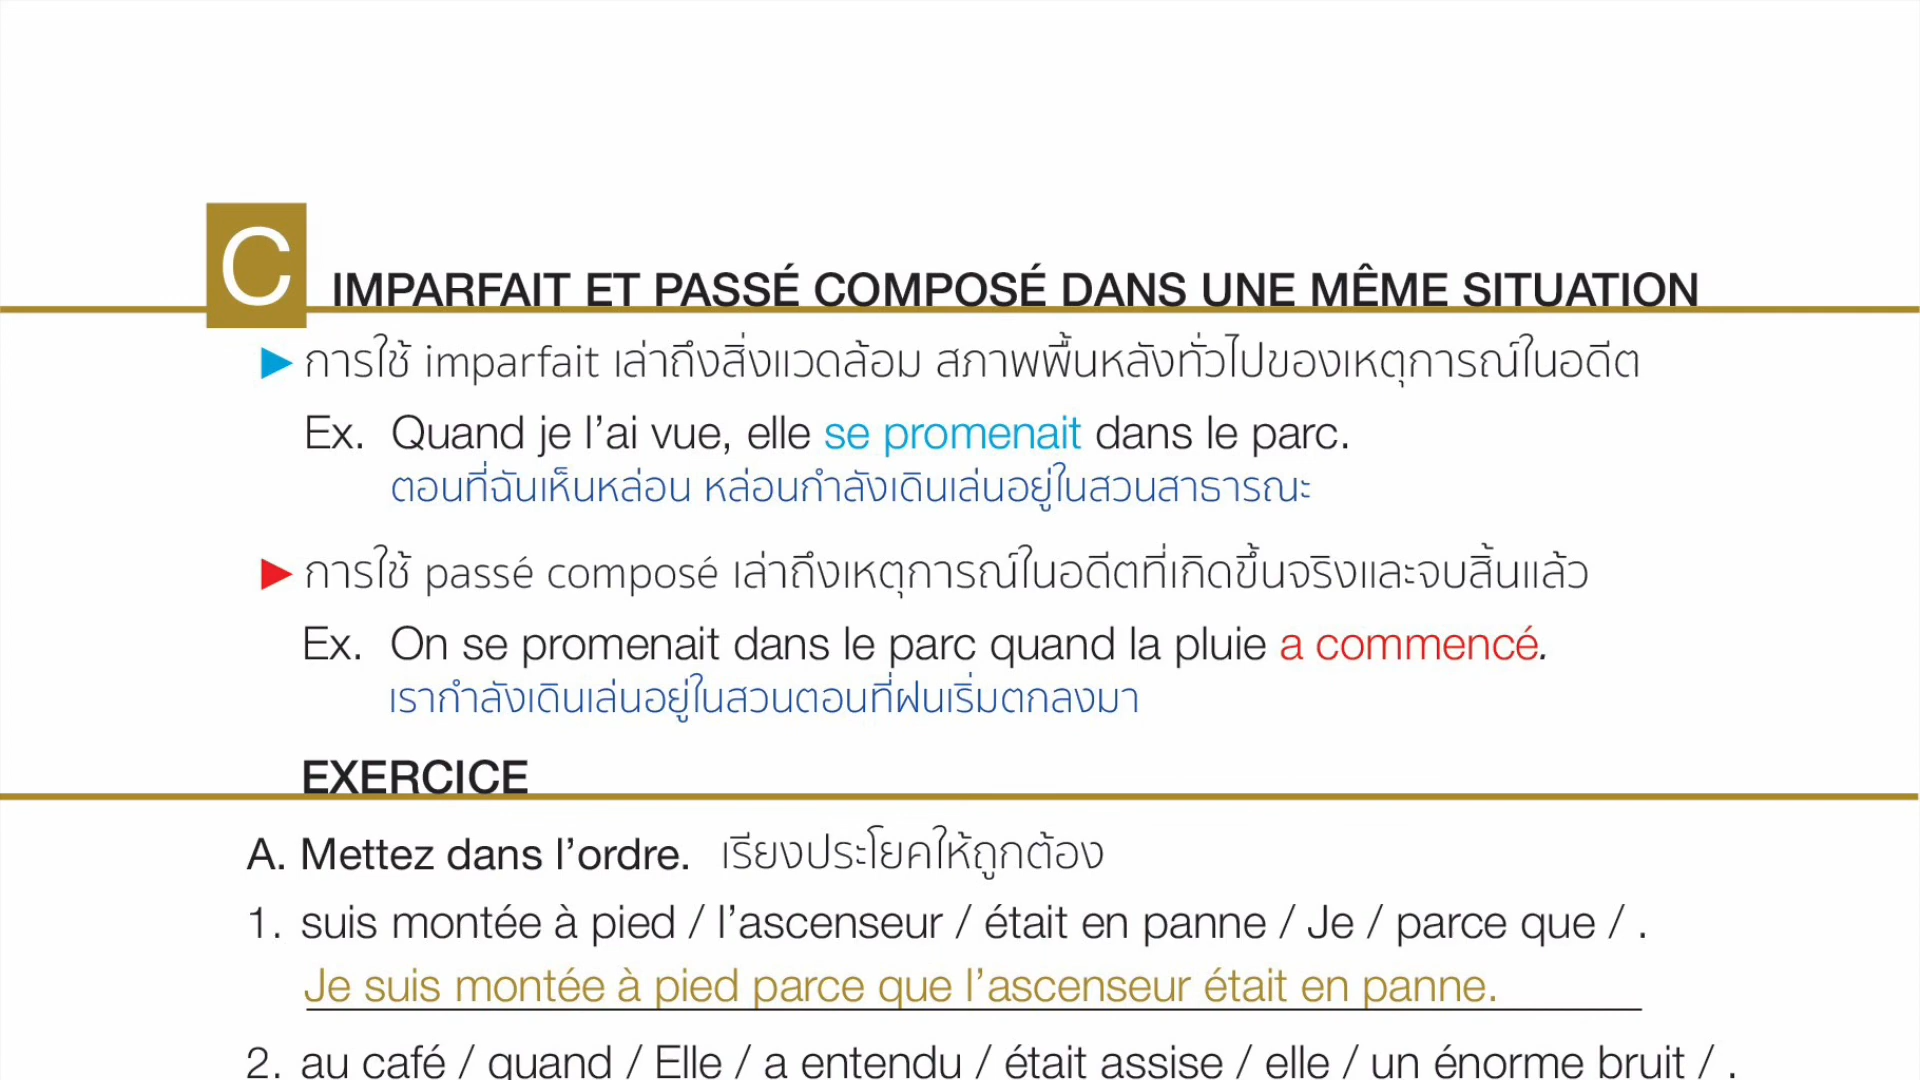 C
IMPARFAIT ET PASSÉ COMPOSÉ DANS UNE MÊME SITUATION
การใช้ imparfait เล่าถึงสิ่งแวดล้อม สภาพพื้นหลังทั่วไปของเหตุการณ์ในอดีต
Ex. Quand je l’ai vue, elle se promenait dans le parc.
ตอนที่ฉันเห็นหล่อน หล่อนกำลังเดินเล่นอยู่ในสวนสาธารณะ
การใช้ passé composé เล่าถึงเหตุการณ์ในอดีตที่เกิดขึ้นจริงและจบสิ้นแล้ว
Ex. On se promenait dans le parc quand la pluie a commencé.
เรากำลังเดินเล่นอยู่ในสวนตอนที่ฝนเริ่มตกลงมา
EXERCICE
A. Mettez dans l’ordre. เรียงประโยคให้ถูกต้อง
1. suis montée à pied / l’ascenseur / était en panne / Je / parce que / .
Je suis montée à pied parce que l’ascenseur était en panne.
2. au café / quand / Elle / a entendu / était assise / elle / un énorme bruit / .